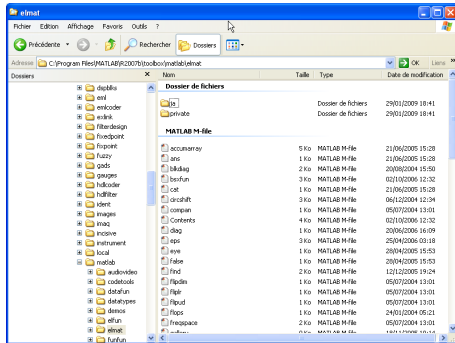 elmat
Fichier Edition Affichage Favoris Outils ?
Précédente Rechercher Dossiers
Adresse C:\Program Files\MATLAB\R2007b\toolbox\matlab\elmat OK Liens
Dossiers Nom Taille Type Date de modification
dspblks
eml
emlcoder
exlink
filterdesign
fixedpoint
fixpoint
fuzzy
gads
gauges
hdlcoder
hdlfilter
ident
images
imaq
incisive
instrument
local
matlab
audiovideo
codetools
datafun
datatypes
demos
elfun
elmat
funfun
Dossier de fichiers
ja Dossier de fichiers 29/01/2009 18:41
private Dossier de fichiers 29/01/2009 18:41
MATLAB M-file
accumarray 5 Ko MATLAB M-file 21/06/2005 15:28
ans 1 Ko MATLAB M-file 21/06/2005 15:28
blkdiag 2 Ko MATLAB M-file 20/08/2004 15:50
bsxfun 3 Ko MATLAB M-file 02/10/2006 12:32
cat 1 Ko MATLAB M-file 21/06/2005 15:28
circshift 3 Ko MATLAB M-file 06/12/2004 12:34
compan 1 Ko MATLAB M-file 05/07/2004 13:01
Contents 4 Ko MATLAB M-file 02/10/2006 12:32
diag 1 Ko MATLAB M-file 20/06/2006 16:09
eps 3 Ko MATLAB M-file 25/04/2006 03:18
eye 1 Ko MATLAB M-file 28/04/2005 15:53
false 1 Ko MATLAB M-file 28/04/2005 15:53
find 2 Ko MATLAB M-file 12/12/2005 19:24
flipdim 1 Ko MATLAB M-file 05/07/2004 13:01
fliplr 1 Ko MATLAB M-file 05/07/2004 13:01
flipud 1 Ko MATLAB M-file 05/07/2004 13:01
flops 1 Ko MATLAB M-file 24/01/2004 05:21
freqspace 2 Ko MATLAB M-file 05/07/2004 13:01